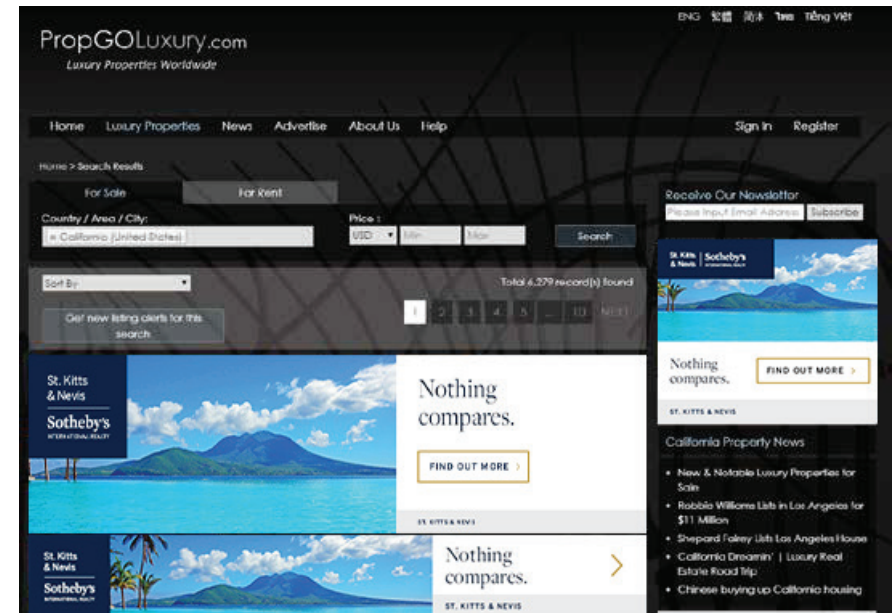 ENG 繁體 简体 ไทย Tiếng Việt
PropGOLuxury.com
Luxury Properties Worldwide
Home Luxury Properties News Advertise About Us Help Sign In Register
Home > Search Results
For Sale For Rent
Country / Area / City:
Price :
× California (United States)
USD Min Max Search
Sort By
Total 6,279 record(s) found
Get new listing alerts for this
search
1 2 3 4 5 ... 10 NEXT
St. Kitts
& Nevis
Sotheby's
INTERNATIONAL REALTY
Nothing
compares.
FIND OUT MORE >
ST. KITTS & NEVIS
St. Kitts
& Nevis
Sotheby's
Nothing
compares.
ST. KITTS & NEVIS
Receive Our Newsletter
Please Input Email Address Subscribe
St. Kitts
& Nevis
Sotheby's
INTERNATIONAL REALTY
Nothing
compares.
FIND OUT MORE >
ST. KITTS & NEVIS
California Property News
• New & Notable Luxury Properties for
Sale
• Robbie Williams Lists in Los Angeles for
$11 Million
• Shepard Fairey Lists Los Angeles House
• California Dreamin' | Luxury Real
Estate Road Trip
• Chinese buying up California housing